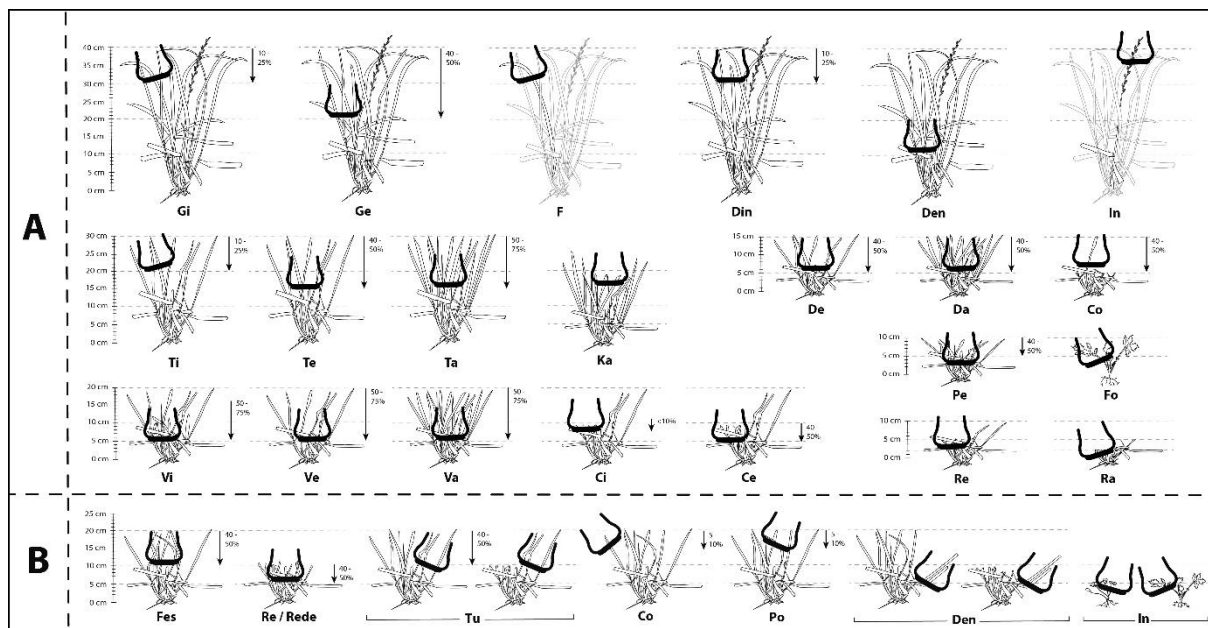 A
40 cm
35 cm
30 cm
25 cm
20 cm
10 cm
5 cm
0 cm
10 -
25%
40 -
50%
10 -
25%
Gi
Ge
F
Din
Den
In
30 cm
25 cm
20 cm
15 cm
10 cm
5 cm
0 cm
10 -
25%
40 -
50%
50 -
75%
15 cm
10 cm
5 cm
0 cm
40 -
50%
40 -
50%
40 -
50%
De
Da
Co
Ti
Te
Ta
Ka
10 cm
5 cm
0 cm
40 -
50%
Pe
Fo
20 cm
15 cm
10 cm
5 cm
0 cm
50 -
75%
50 -
75%
50 -
75%
<10%
40
50%
10 cm
5 cm
0 cm
Vi
Ve
Va
Ci
Ce
Re
Ra
B
25 cm
20 cm
15 cm
10 cm
5 cm
0 cm
40 -
50%
40 -
50%
40 -
50%
5
10%
5
10%
Fes
Re / Rede
Tu
Co
Po
Den
In